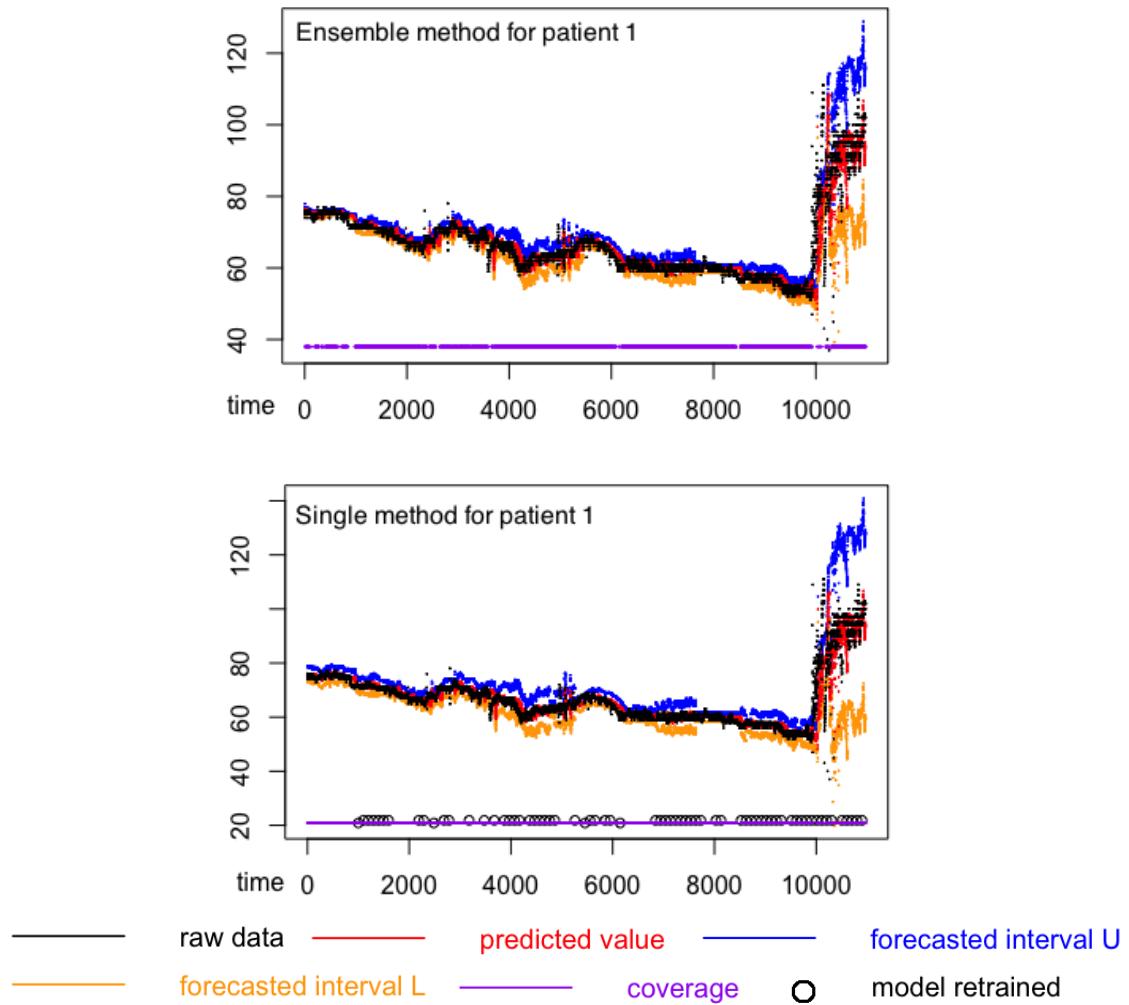 Ensemble method for patient 1
120
100
80
60
40
time 0 2000 4000 6000 8000 10000
Single method for patient 1
120
80
60
40
20
time 0 2000 4000 6000 8000 10000
raw data predicted value forecasted interval U
forecasted interval L coverage model retrained